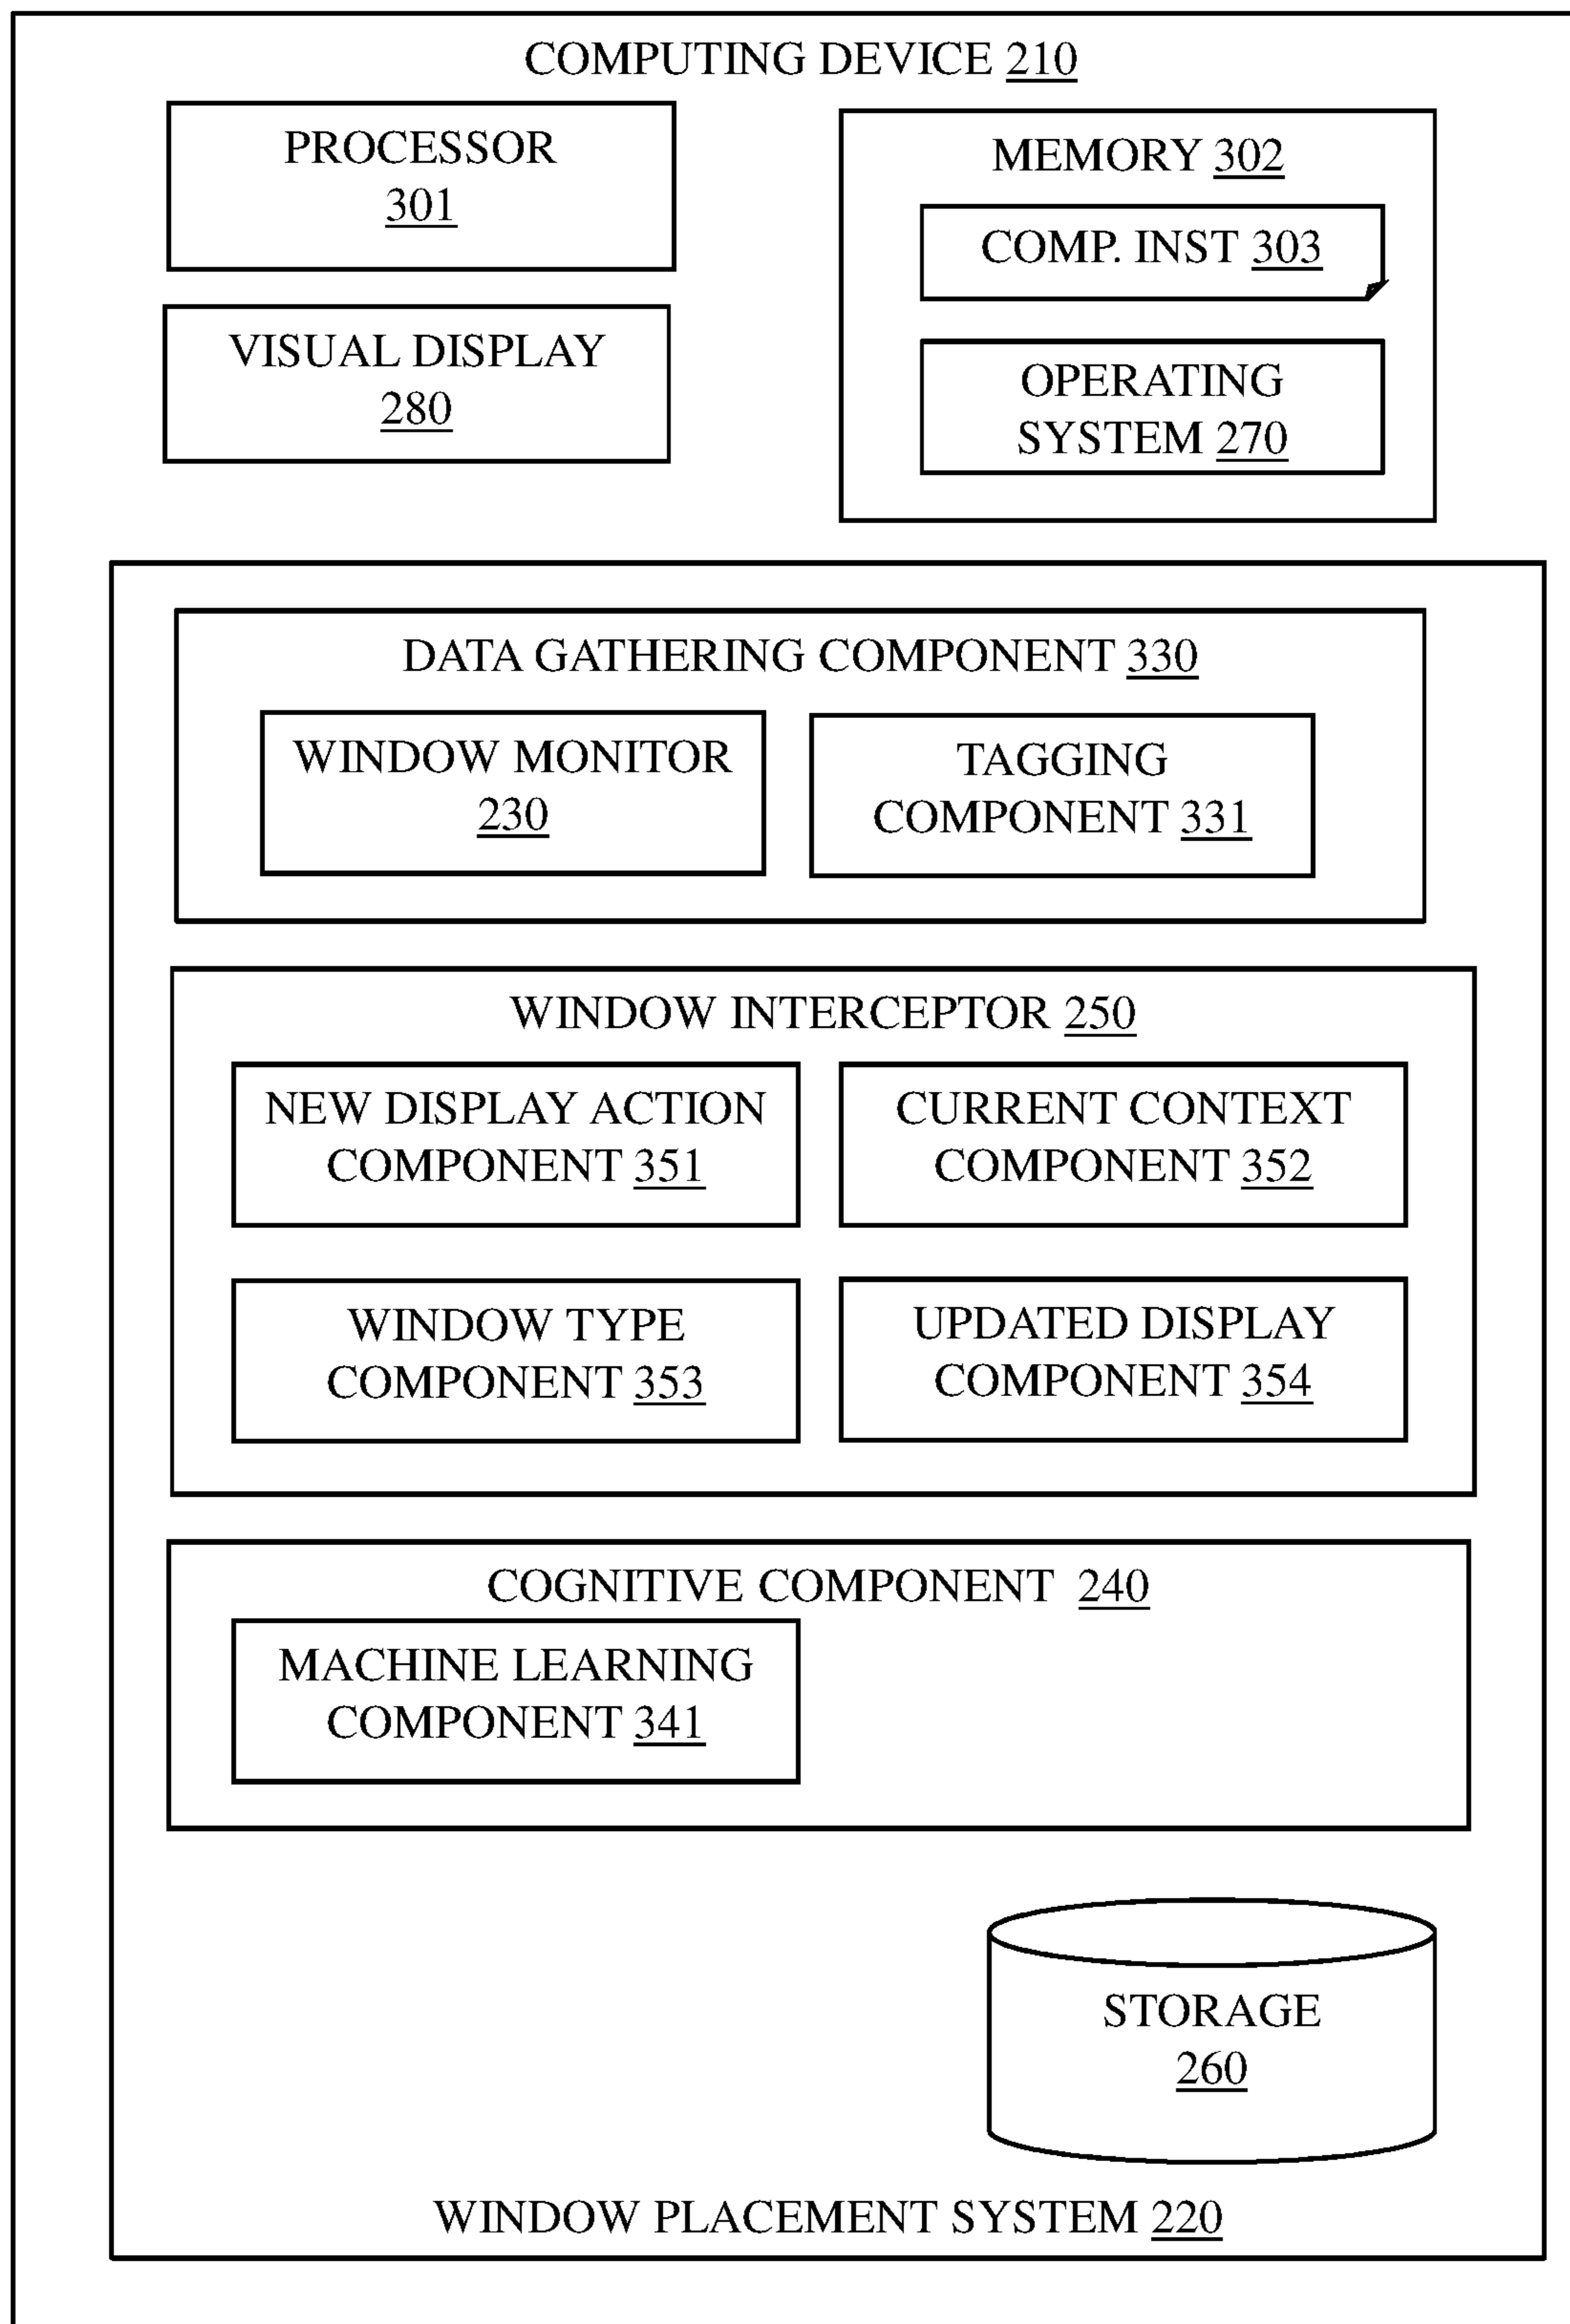 COMPUTING DEVICE 210
PROCESSOR
301
MEMORY 302
COMP. INST 303
VISUAL DISPLAY
280
OPERATING
SYSTEM 270
DATA GATHERING COMPONENT 330
WINDOW MONITOR
230
TAGGING
COMPONENT 331
WINDOW INTERCEPTOR 250
NEW DISPLAY ACTION
COMPONENT 351
CURRENT CONTEXT
COMPONENT 352
WINDOW TYPE
COMPONENT 353
UPDATED DISPLAY
COMPONENT 354
COGNITIVE COMPONENT 240
MACHINE LEARNING
COMPONENT 341
STORAGE
260
WINDOW PLACEMENT SYSTEM 220